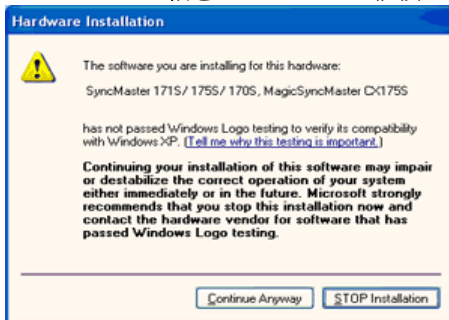 Hardware Installation
The software you are installing for this hardware:
SyncMaster 171S/ 175S/ 170S, MagicSyncMaster CX175S
has not passed Windows Logo testing to verify its compatibility
with Windows XP. (Tell me why this testing is important.)
Continuing your installation of this software may impair
or destabilize the correct operation of your system
either immediately or in the future. Microsoft strongly
recommends that you stop this installation now and
contact the hardware vendor for software that has
passed Windows Logo testing.
Continue Anyway
STOP Installation